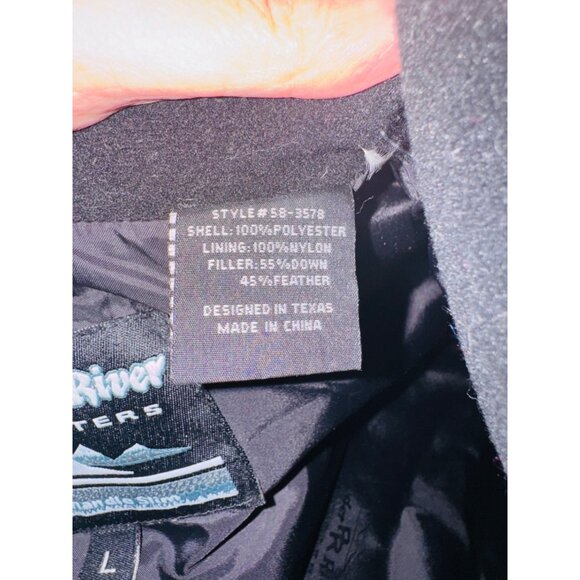 STYLE#58-3578
SHELL:100%POLYESTER
LINING:100%NYLON
FILLER:55%DOWN
45%FEATHER
DESIGNED IN TEXAS
MADE IN CHINA
River
L